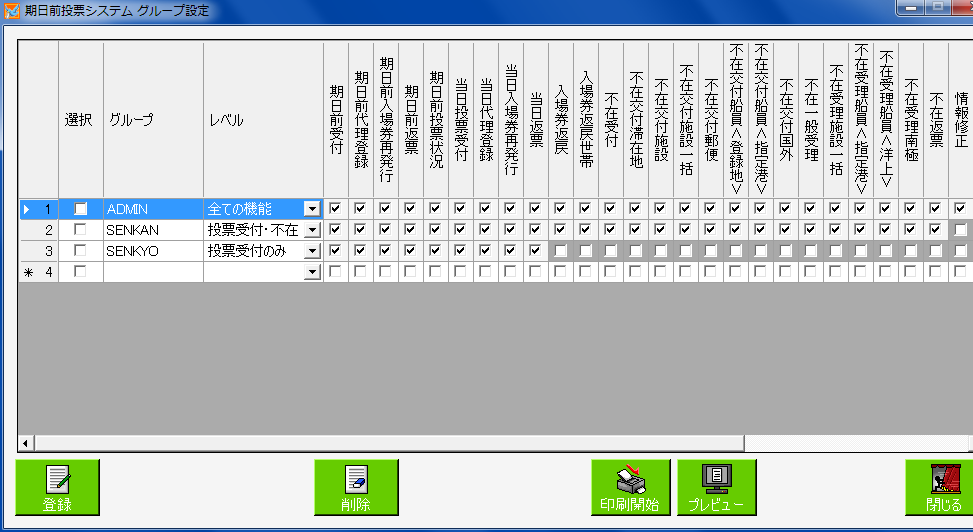 期日前投票システム グループ設定
選択
グループ
レベル
期日前受付
期日前代理登録
期日前入場券再発行
期日前返票
期日前投票状況
当日投票受付
当日代理登録
当日入場券再発行
当日返票
入場券返戻
入場券返戻世帯
不在受付
不在交付滞在地
不在交付施設
不在交付施設一括
不在交付郵便
不在交付船員<登録地>
不在交付船員<指定港>
不在交付国外
不在一般受理
不在受理施設一括
不在受理船員<指定港>
不在受理船員<洋上>
不在受理南極
不在返票
情報修正
1 ADMIN 全ての機能
2 SENKAN 投票受付・不在
3 SENKYO 投票受付のみ
* 4
登録
削除
印刷開始
プレビュー
閉じる